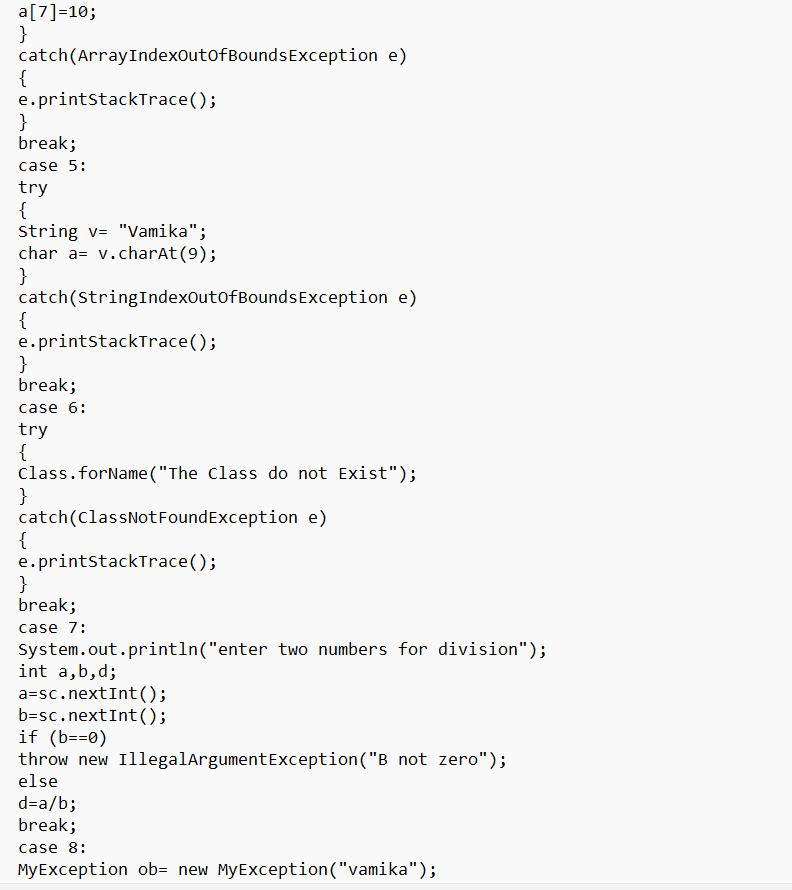 a[7]=10;
}
catch(ArrayIndexOutOfBoundsException e)
{
e.printStackTrace();
}
break;
case 5:
try
{
String v= "Vamika";
char a= v.charAt(9);
}
catch(StringIndexOutOfBoundsException e)
{
e.printStackTrace();
}
break;
case 6:
try
{
Class.forName("The Class do not Exist");
}
catch(ClassNotFoundException e)
{
e.printStackTrace();
}
break;
case 7:
System.out.println("enter two numbers for division");
int a,b,d;
a=sc.nextInt();
b=sc.nextInt();
if (b==0)
throw new IllegalArgumentException("B not zero");
else
d=a/b;
break;
case 8:
MyException ob= new MyException("vamika");